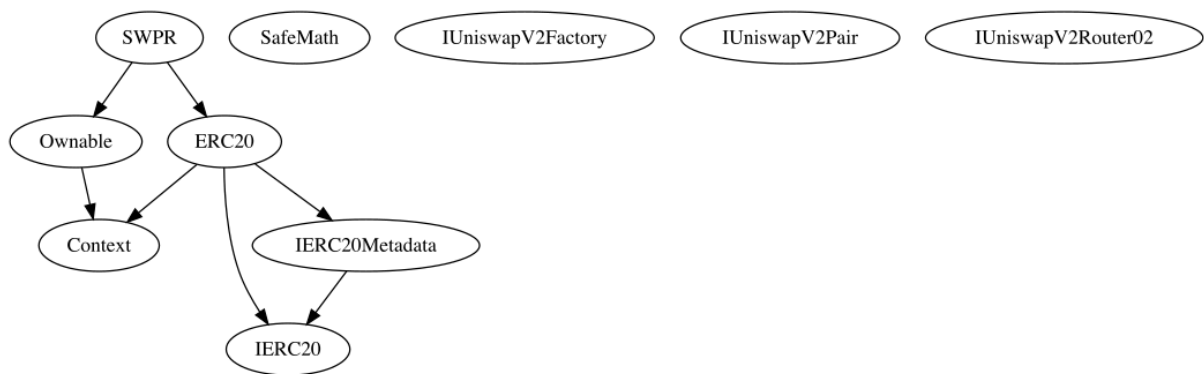 SWPR
SafeMath
IUniswapV2Factory
IUniswapV2Pair
IUniswapV2Router02
Ownable
ERC20
Context
IERC20Metadata
IERC20